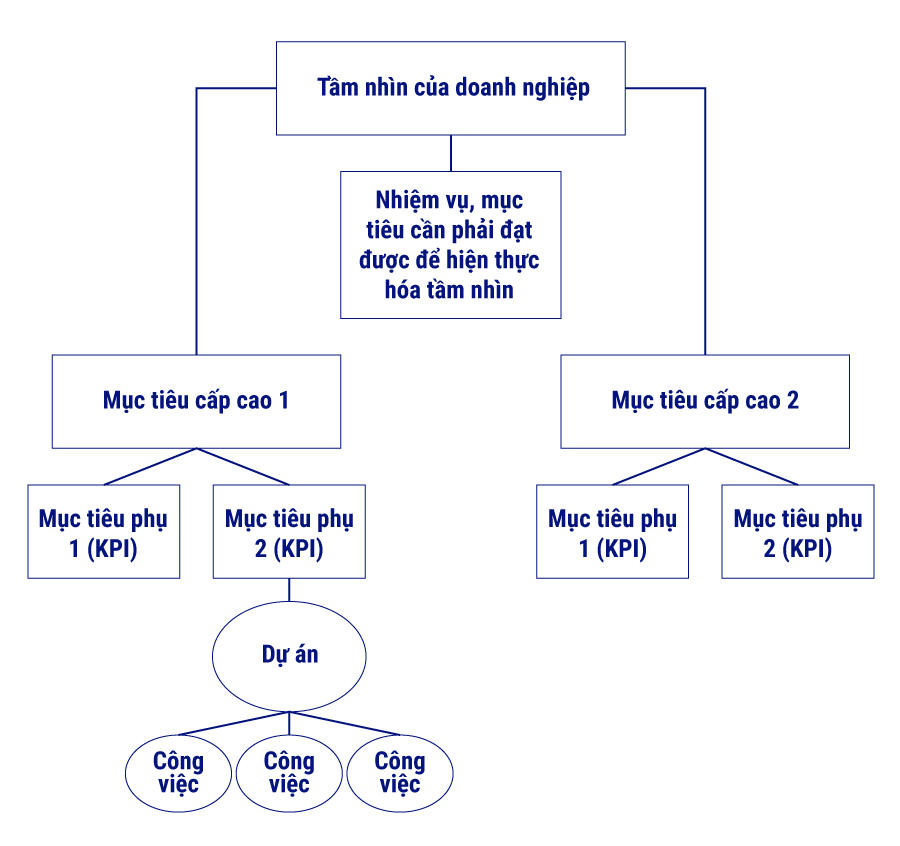 Tầm nhìn của doanh nghiệp
Nhiệm vụ, mục
tiêu cần phải đạt
được để hiện thực
hóa tầm nhìn
Mục tiêu cấp cao 1
Mục tiêu cấp cao 2
Mục tiêu phụ
1 (KPI)
Mục tiêu phụ
2 (KPI)
Mục tiêu phụ
1 (KPI)
Mục tiêu phụ
2 (KPI)
Dự án
Công
việc
Công
việc
Công
việc